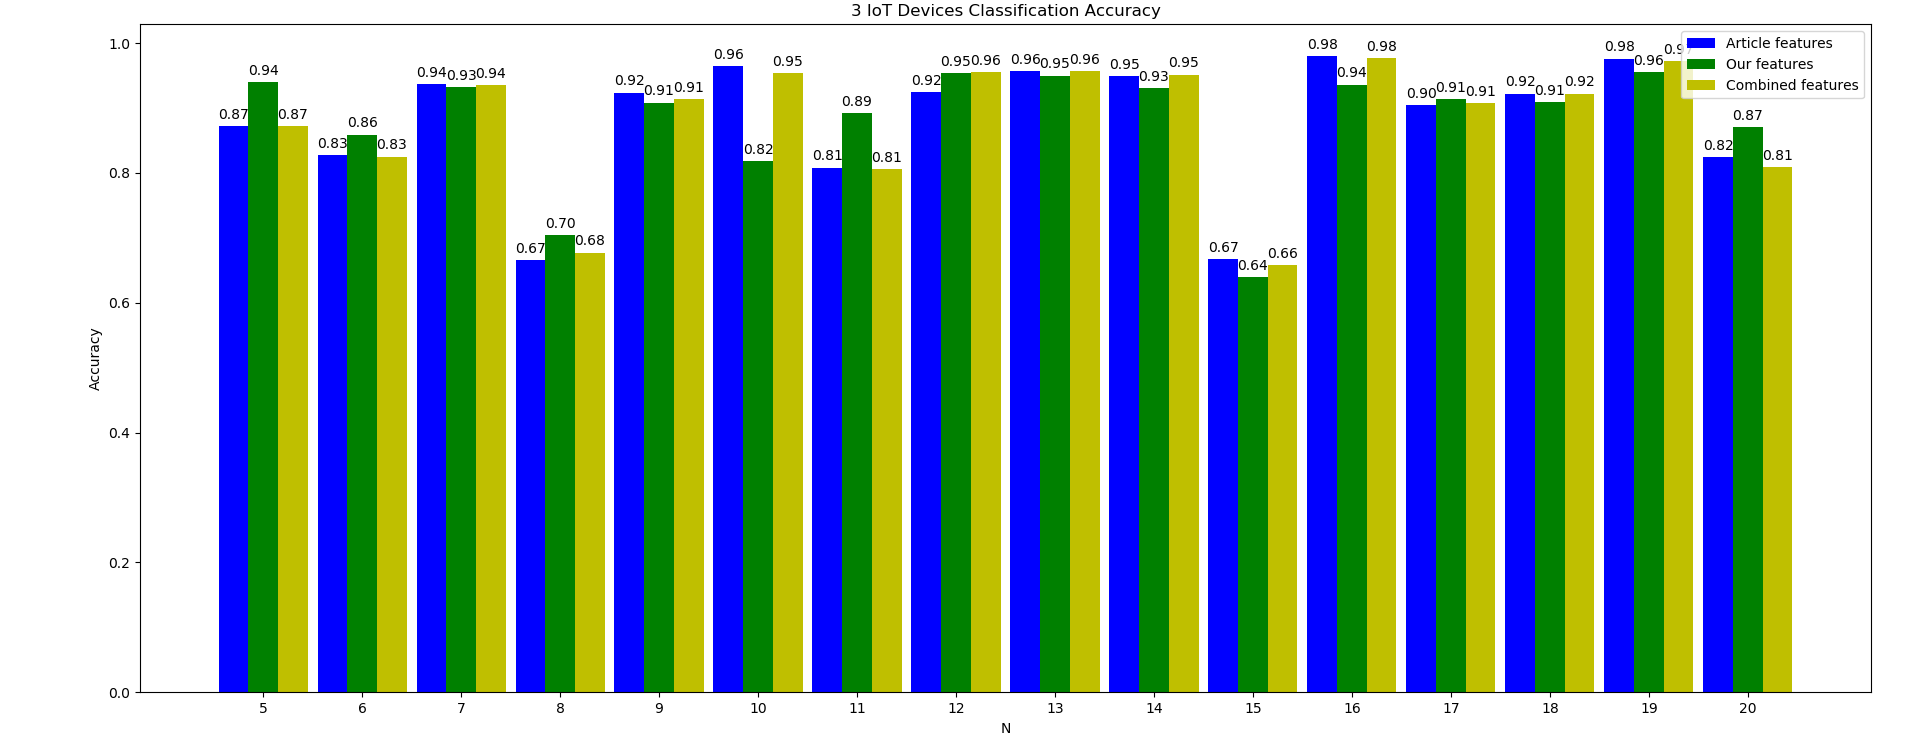 3 IoT Devices Classification Accuracy
Article features
Our features
Combined features
Accuracy
1.0
0.8
0.6
0.4
0.2
0.0
0.87 0.94 0.87
0.83 0.86 0.83
0.94 0.93 0.94
0.67 0.70 0.68
0.92 0.91 0.91
0.96 0.82 0.95
0.81 0.89 0.81
0.92 0.95 0.96
0.96 0.95 0.96
0.95 0.93 0.95
0.67 0.64 0.66
0.98 0.94 0.98
0.90 0.91 0.91
0.92 0.91 0.92
0.98 0.96
0.82 0.87 0.81
5 6 7 8 9 10 11 12 13 14 15 16 17 18 19 20
N